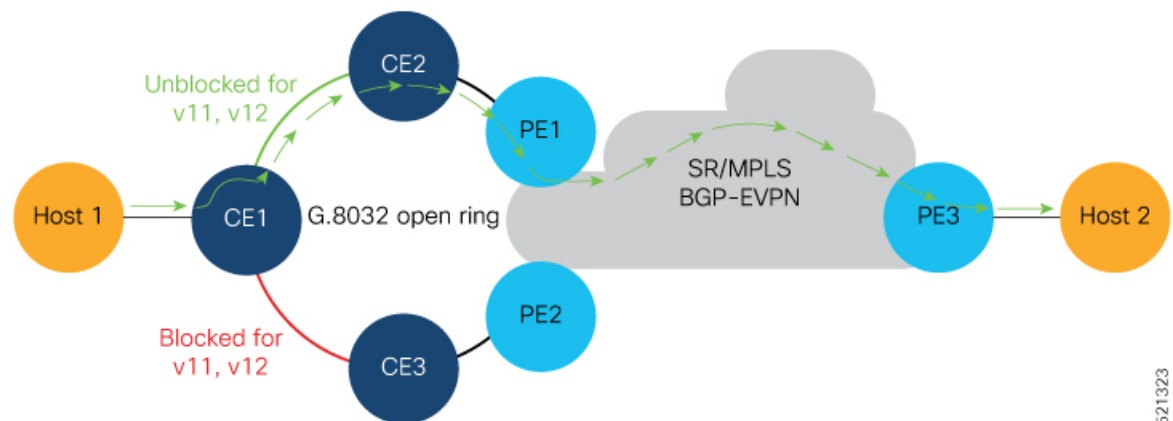 CE2
Unblocked for
v11, v12
PE1
SR/MPLS
BGP-EVPN
Host 1
CE1
G.8032 open ring
PE3
Host 2
PE2
Blocked for
v11, v12
CE3
521323